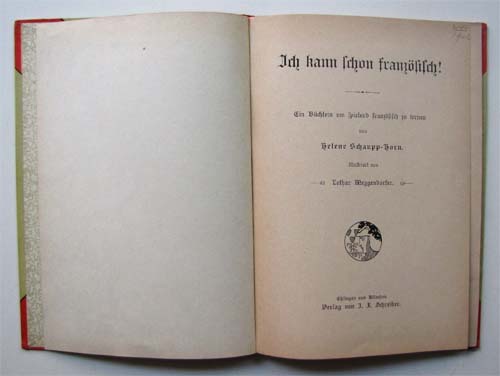 Ich kann schon französisch!
Ein Büchlein um spielend französisch zu lernen
von
Helene Schaupp-Horn.
Illustriert von
Lothar Meggendorfer.
Eßlingen und München
Verlag von J. F. Schreiber.